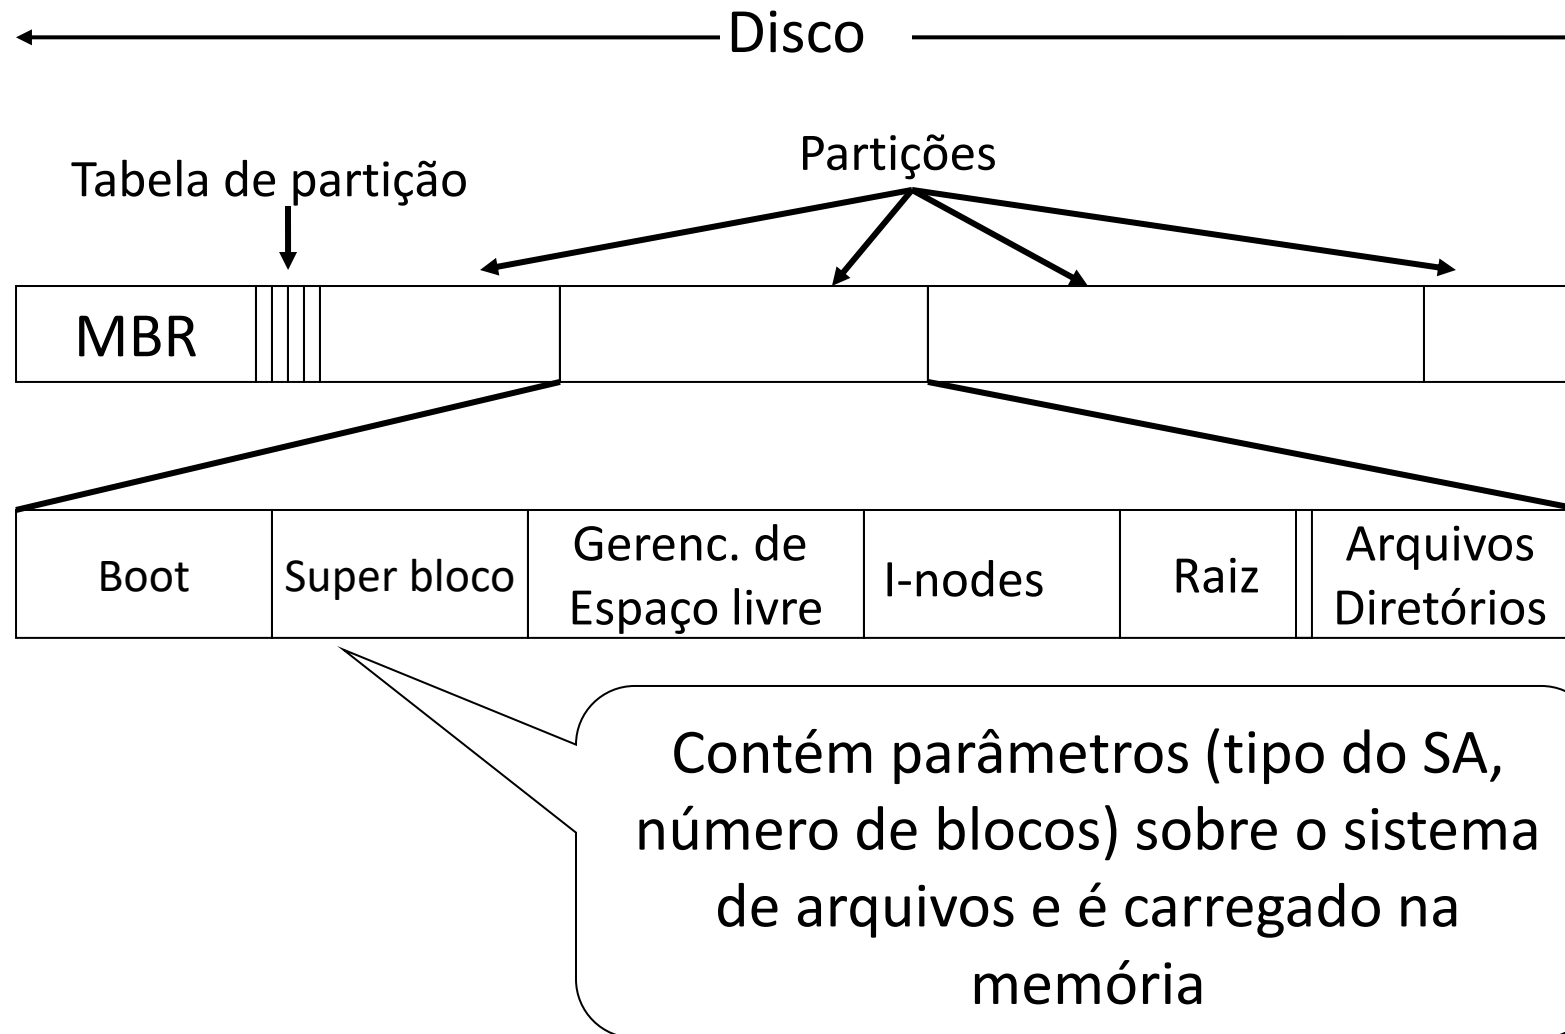 Disco
Partições
Tabela de partição
MBR
Boot
Super bloco
Gerenc. de
Espaço livre
I-nodes
Raiz
Arquivos
Diretórios
Contém parâmetros (tipo do SA,
número de blocos) sobre o sistema
de arquivos e é carregado na
memória